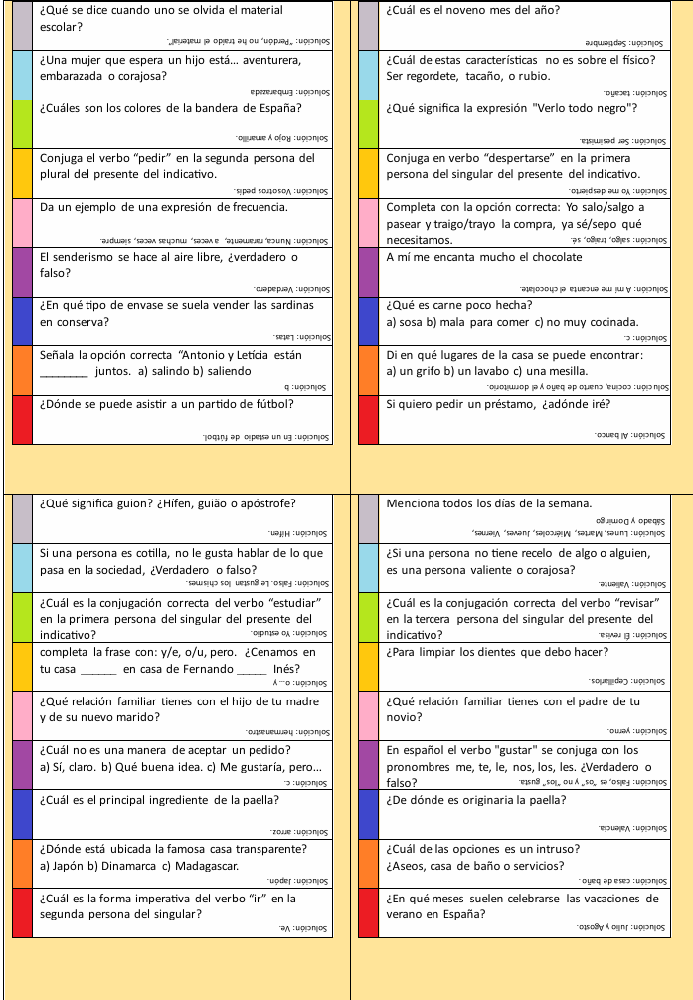 ¿Qué se dice cuando uno se olvida el material
escolar?
Solución: "Perdón, no he traído el material".
¿Una mujer que espera un hijo está... aventurera,
embarazada o corajosa?
Solución: Embarazada
¿Cuáles son los colores de la bandera de España?
Solución: Rojo y amarillo.
Conjuga el verbo “pedir” en la segunda persona del
plural del presente del indicativo.
Solución: Vosotros pedís.
Da un ejemplo de una expresión de frecuencia.
Solución: Nunca, raramente, a veces, muchas veces, siempre.
El senderismo se hace al aire libre, ¿verdadero o
falso?
Solución: Verdadero.
¿En qué tipo de envase se suela vender las sardinas
en conserva?
Solución: Latas.
Señala la opción correcta “Antonio y Letícia están
________ juntos. a) salindo b) saliendo
Solución: b
¿Dónde se puede asistir a un partido de fútbol?
Solución: En un estadio de fútbol.
¿Cuál es el noveno mes del año?
Solución: Septiembre
¿Cuál de estas características no es sobre el físico?
Ser regordete, tacaño, o rubio.
Solución: tacaño.
¿Qué significa la expresión "Verlo todo negro"?
Solución: Ser pesimista.
Conjuga en verbo “despertarse” en la primera
persona del singular del presente del indicativo.
Solución: Yo me despierto.
Completa con la opción correcta: Yo salo/salgo a
pasear y traigo/trayo la compra, ya sé/sepo qué
necesitamos.
Solución: salgo, traigo, sé.
A mí me encanta mucho el chocolate
Solución: A mi me encanta el chocolate.
¿Qué es carne poco hecha?
a) sosa b) mala para comer c) no muy cocinada.
Solución: c.
Di en qué lugares de la casa se puede encontrar:
a) un grifo b) un lavabo c) una mesilla.
Solución: cocina, cuarto de baño y el dormitorio.
Si quiero pedir un préstamo, ¿adónde iré?
Solución: Al banco.
¿Qué significa guion? ¿Hífen, guião o apóstrofe?
Solución: Hífen.
Si una persona es cotilla, no le gusta hablar de lo que
pasa en la sociedad, ¿Verdadero o falso?
Solución: Falso. Le gustan los chismes.
¿Cuál es la conjugación correcta del verbo “estudiar”
en la primera persona del singular del presente del
indicativo?
Solución: Yo estudio.
completa la frase con: y/e, o/u, pero. ¿Cenamos en
tu casa ______ en casa de Fernando _____ Inés?
Solución: o... y
¿Qué relación familiar tienes con el hijo de tu madre
y de su nuevo marido?
Solución: hermanastro.
¿Cuál no es una manera de aceptar un pedido?
a) Sí, claro. b) Qué buena idea. c) Me gustaría, pero...
Solución: c.
¿Cuál es el principal ingrediente de la paella?
Solución: arroz.
¿Dónde está ubicada la famosa casa transparente?
a) Japón b) Dinamarca c) Madagascar.
Solución: Japón.
¿Cuál es la forma imperativa del verbo “ir” en la
segunda persona del singular?
Solución: Ve.
Menciona todos los días de la semana.
Solución: Lunes, Martes, Miércoles, Jueves, Viernes,
Sábado y Domingo
¿Si una persona no tiene recelo de algo o alguien,
es una persona valiente o corajosa?
Solución: Valiente.
¿Cuál es la conjugación correcta del verbo “revisar”
en la tercera persona del singular del presente del
indicativo?
Solución: Él revisa.
¿Para limpiar los dientes que debo hacer?
Solución: Cepillarlos.
¿Qué relación familiar tienes con el padre de tu
novio?
Solución: yerno.
En español el verbo "gustar" se conjuga con los
pronombres me, te, le, nos, los, les. ¿Verdadero o
falso?
Solución: Falso, es "os" y no "los" gusta.
¿De dónde es originaria la paella?
Solución: Valencia.
¿Cuál de las opciones es un intruso?
¿Aseos, casa de baño o servicios?
Solución: casa de baño.
¿En qué meses suelen celebrarse las vacaciones de
verano en España?
Solución: Julio y Agosto.